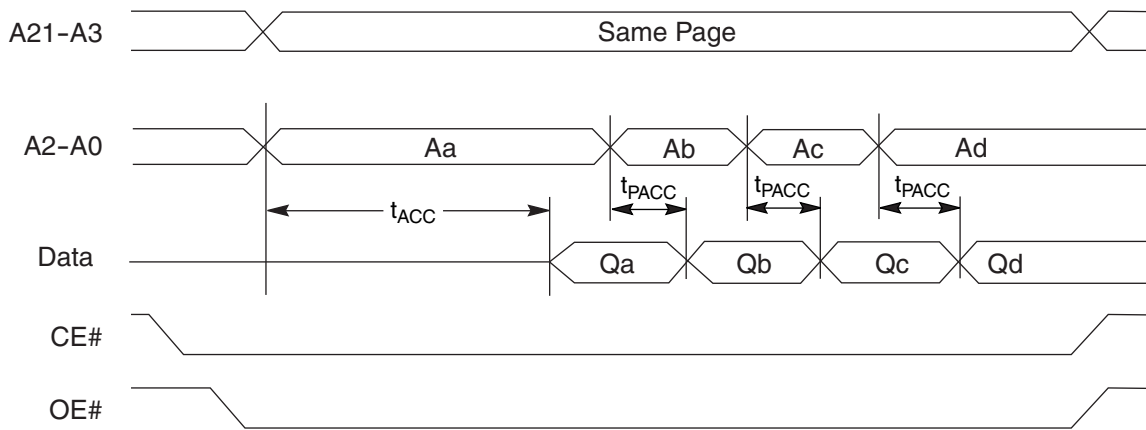 A21-A3
Same Page
A2-A0
Aa
Ab
Ac
Ad
tACC
tPACC
tPACC
tPACC
Data
Qa
Qb
Qc
Qd
CE#
OE#